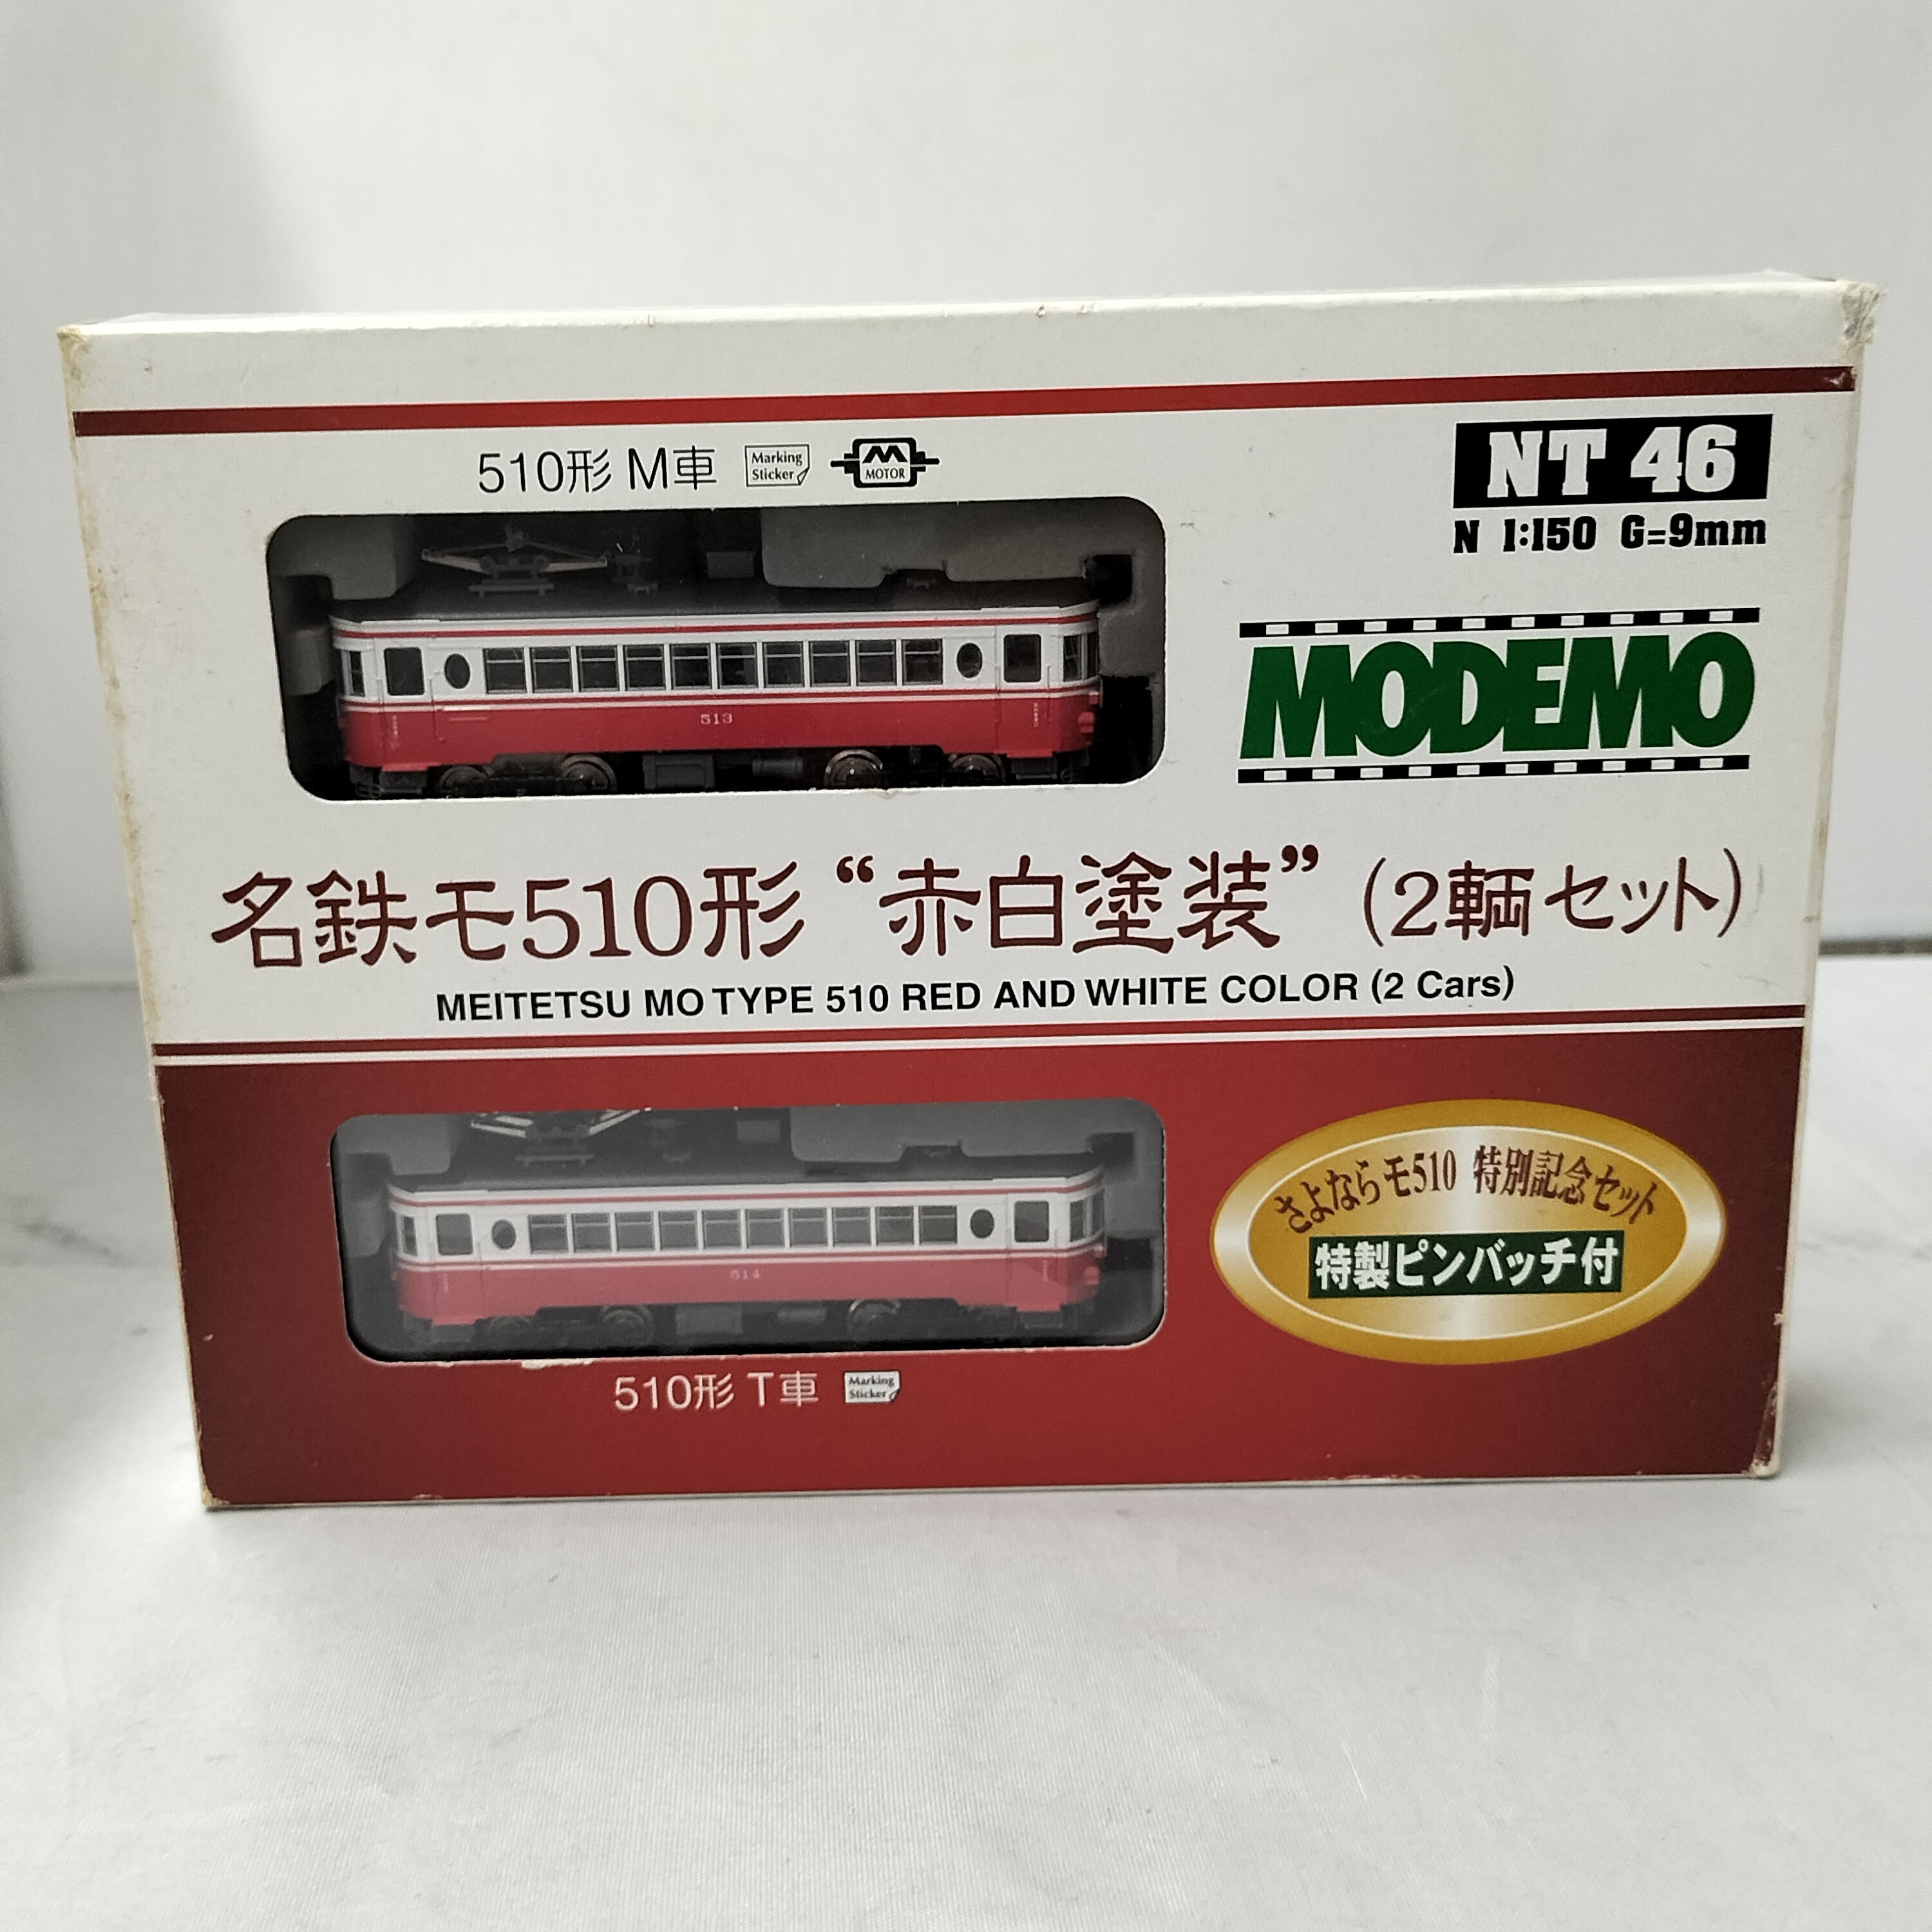 510形 M車 Marking Sticker M MOTOR
NT 46
N 1:150 G=9mm
513
MODEMO
名鉄モ510形 “赤白塗装” (2輌セット)
MEITETSU MO TYPE 510 RED AND WHITE COLOR (2 Cars)
514
さよならモ510 特別記念セット
特製ピンバッチ付
510形 T車 Marking Sticker